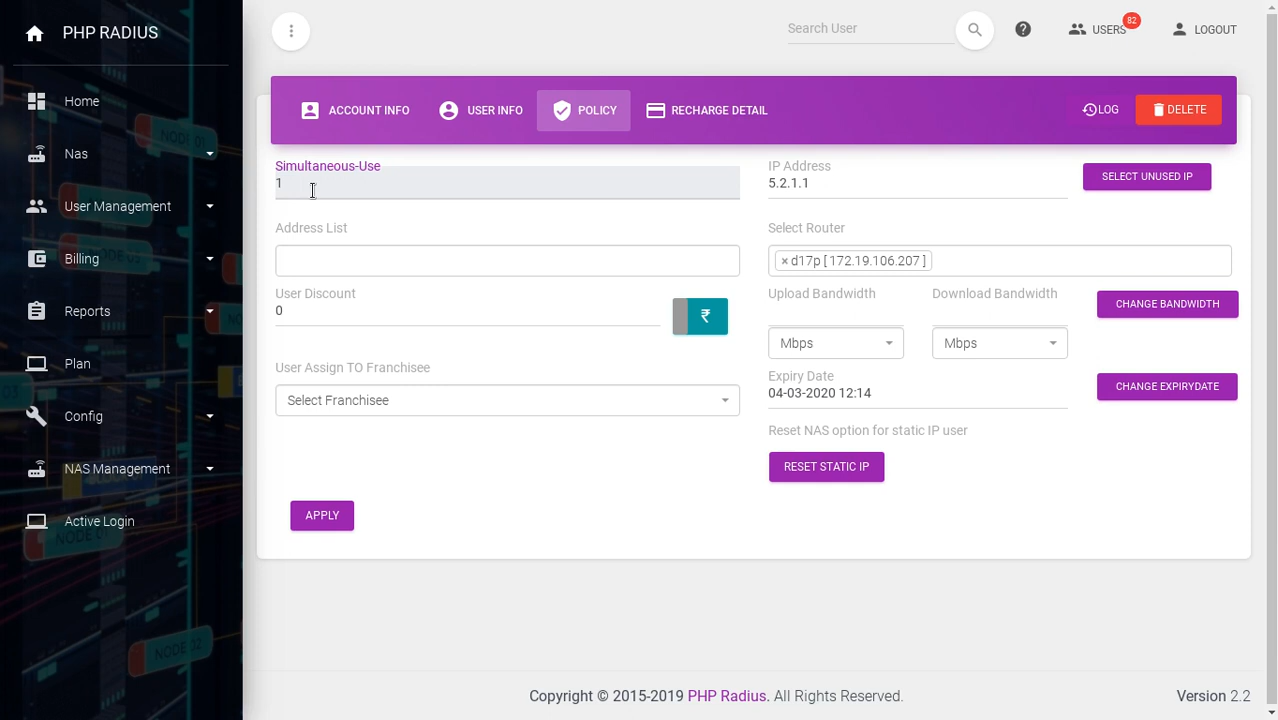 PHP RADIUS
Home
Nas
User Management
Billing
Reports
Plan
Config
NAS Management
Active Login
Search User
USERS
82
LOGOUT
ACCOUNT INFO
USER INFO
POLICY
RECHARGE DETAIL
LOG
DELETE
Simultaneous-Use
1
IP Address
5.2.1.1
SELECT UNUSED IP
Address List
Select Router
× d17p [ 172.19.106.207 ]
User Discount
0
₹
Upload Bandwidth
Download Bandwidth
CHANGE BANDWIDTH
Mbps
Mbps
User Assign TO Franchisee
Select Franchisee
Expiry Date
04-03-2020 12:14
CHANGE EXPIRYDATE
Reset NAS option for static IP user
RESET STATIC IP
APPLY
Copyright © 2015-2019 PHP Radius. All Rights Reserved.
Version 2.2
NODE 01
NODE 02